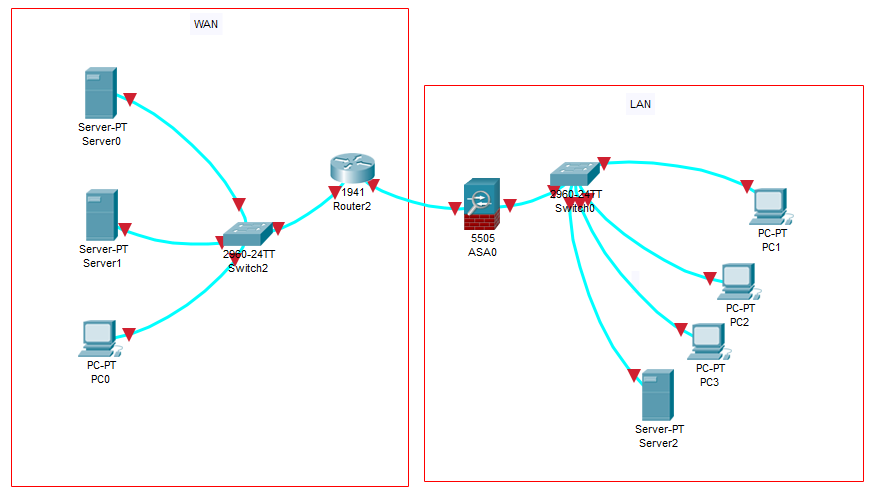 WAN
Server-PT
Server0
Server-PT
Server1
PC-PT
PC0
2960-24TT
Switch2
1941
Router2
5505
ASA0
LAN
2960-24TT
Switch0
PC-PT
PC1
PC-PT
PC2
PC-PT
PC3
Server-PT
Server2